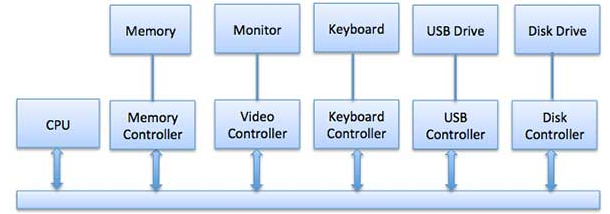 Memory
Monitor
Keyboard
USB Drive
Disk Drive
CPU
Memory
Controller
Video
Controller
Keyboard
Controller
USB
Controller
Disk
Controller